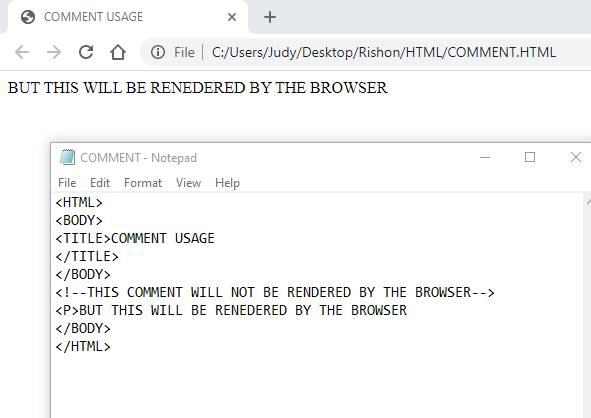 COMMENT USAGE
File | C:/Users/Judy/Desktop/Rishon/HTML/COMMENT.HTML
BUT THIS WILL BE RENEDERED BY THE BROWSER
COMMENT - Notepad
File Edit Format View Help
<HTML>
<BODY>
<TITLE>COMMENT USAGE
</TITLE>
</BODY>
<!--THIS COMMENT WILL NOT BE RENDERED BY THE BROWSER-->
<P>BUT THIS WILL BE RENEDERED BY THE BROWSER
</BODY>
</HTML>